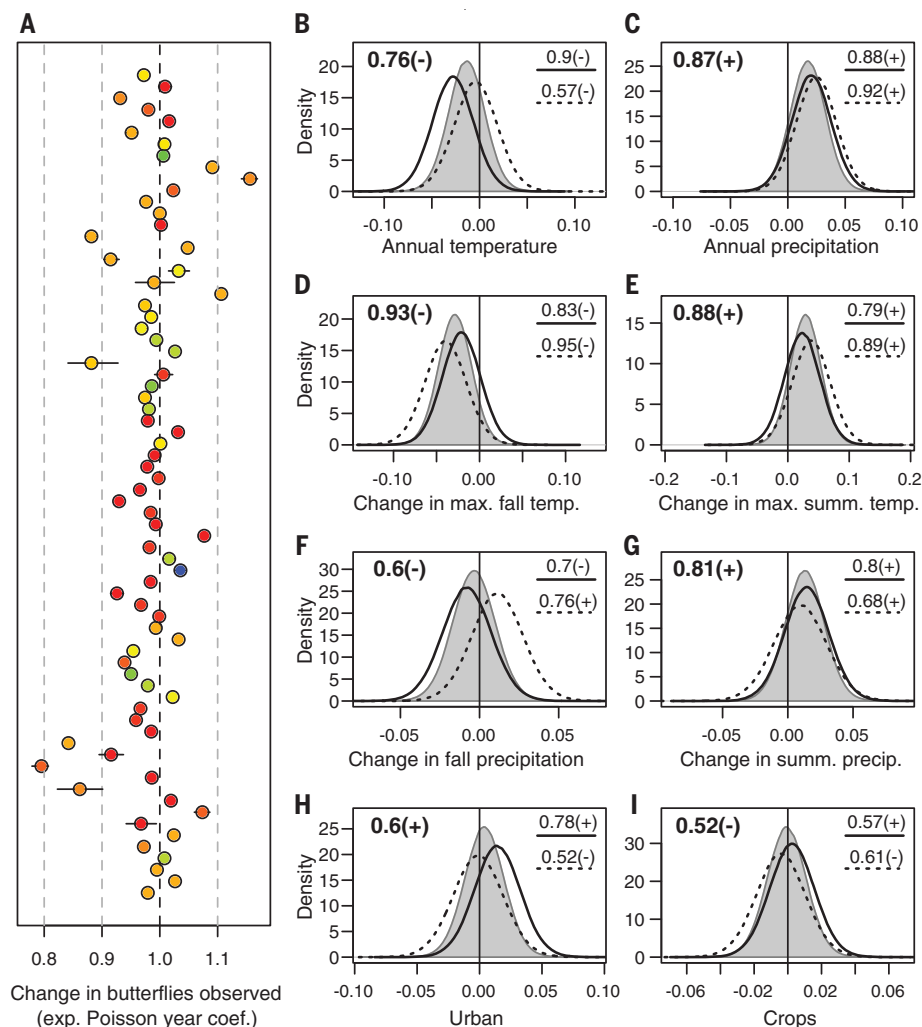 A
0.8 0.9 1.0 1.1
Change in butterflies observed
(exp. Poisson year coef.)
B
0.76(-)
0.9(-)
0.57(-)
Density
20
15
10
5
0
-0.10 0.00 0.10
Annual temperature
C
0.87(+)
0.88(+)
0.92(+)
25
20
15
10
5
0
-0.10 -0.05 0.00 0.05 0.10
Annual precipitation
D
0.93(-)
0.83(-)
0.95(-)
Density
20
15
10
5
0
-0.10 0.00 0.10
Change in max. fall temp.
E
0.88(+)
0.79(+)
0.89(+)
15
10
5
0
-0.2 -0.1 0.0 0.1 0.2
Change in max. summ. temp.
F
0.6(-)
0.7(-)
0.76(+)
Density
30
25
20
15
10
5
0
-0.05 0.00 0.05
Change in fall precipitation
G
0.81(+)
0.8(+)
0.68(+)
25
20
15
10
5
0
-0.05 0.00 0.05
Change in summ. precip.
H
0.6(+)
0.78(+)
0.52(-)
Density
25
20
15
10
5
0
-0.10 -0.05 0.00 0.05 0.10
Urban
I
0.52(-)
0.57(+)
0.61(-)
30
20
10
0
-0.06 -0.02 0.02 0.06
Crops